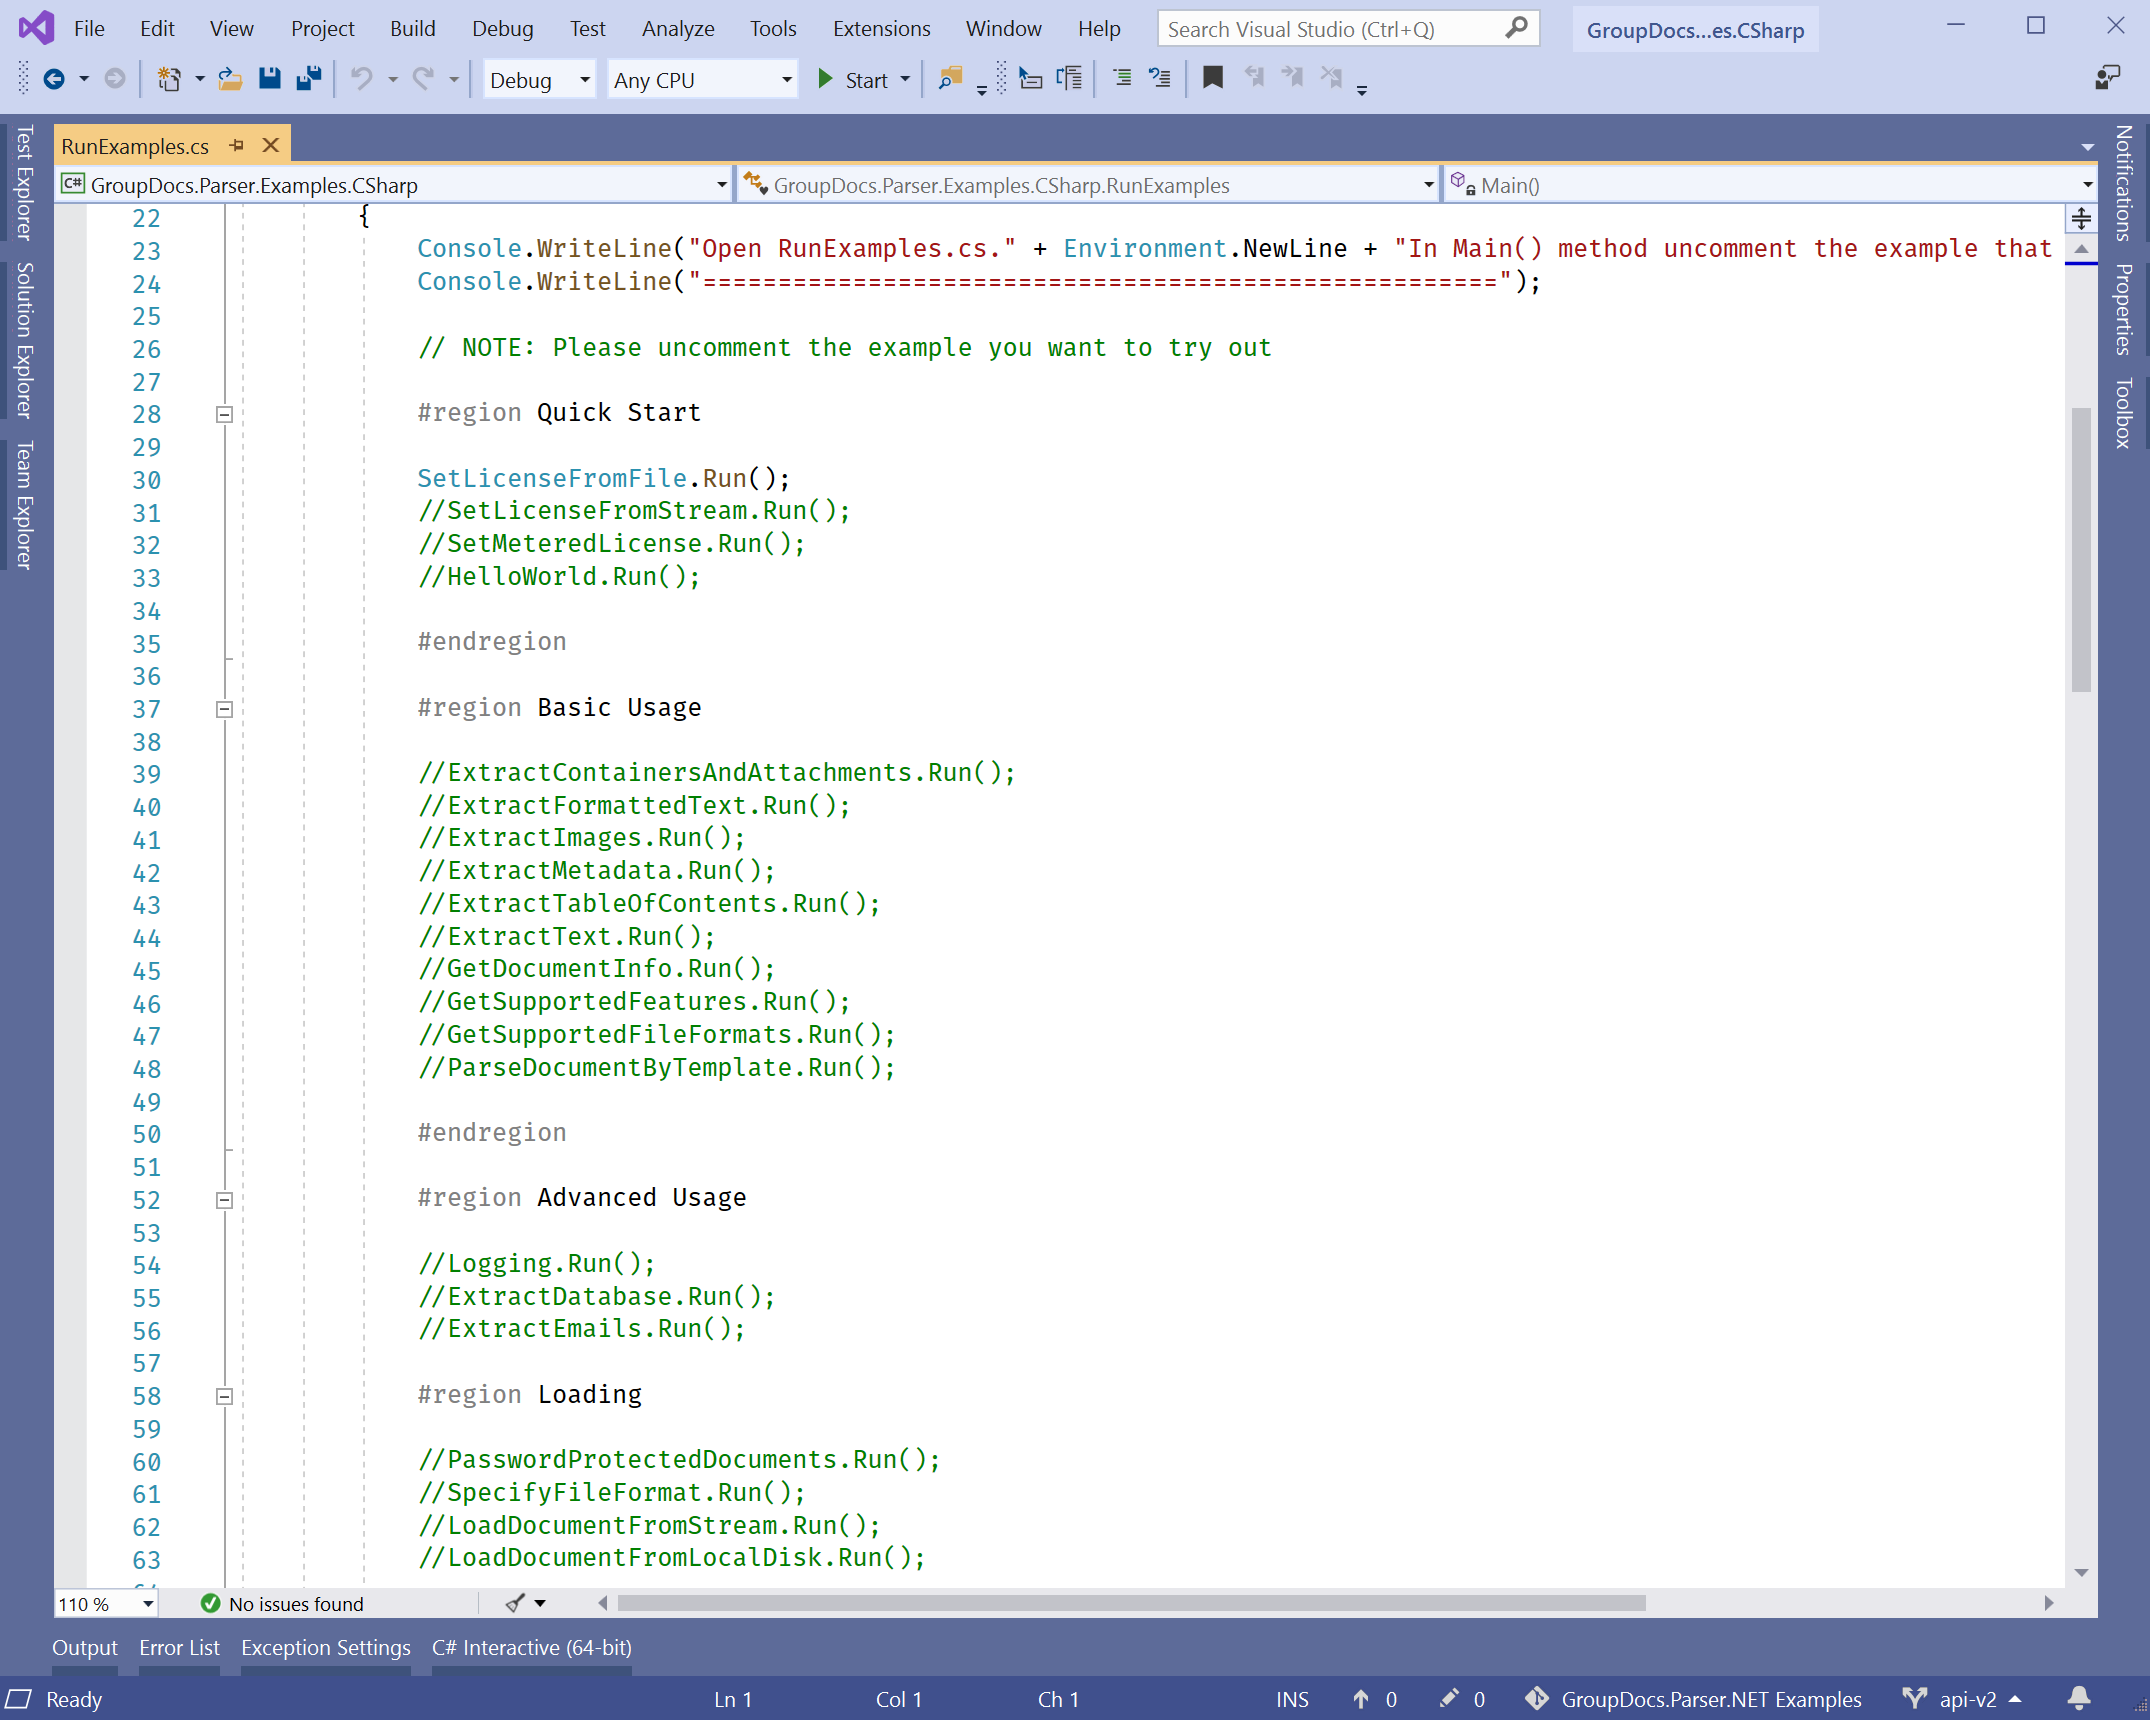 File Edit View Project Build Debug Test Analyze Tools Extensions Window Help Search Visual Studio (Ctrl+Q) GroupDocs...es.CSharp
Debug Any CPU Start
Test Explorer
Solution Explorer
Team Explorer
RunExamples.cs
C# GroupDocs.Parser.Examples.CSharp GroupDocs.Parser.Examples.CSharp.RunExamples Main()
22 {
23 Console.WriteLine("Open RunExamples.cs." + Environment.NewLine + "In Main() method uncomment the example that
24 Console.WriteLine("=====================================================");
25
26 // NOTE: Please uncomment the example you want to try out
27
28 #region Quick Start
29
30 SetLicenseFromFile.Run();
31 //SetLicenseFromStream.Run();
32 //SetMeteredLicense.Run();
33 //HelloWorld.Run();
34
35 #endregion
36
37 #region Basic Usage
38
39 //ExtractContainersAndAttachments.Run();
40 //ExtractFormattedText.Run();
41 //ExtractImages.Run();
42 //ExtractMetadata.Run();
43 //ExtractTableOfContents.Run();
44 //ExtractText.Run();
45 //GetDocumentInfo.Run();
46 //GetSupportedFeatures.Run();
47 //GetSupportedFileFormats.Run();
48 //ParseDocumentByTemplate.Run();
49
50 #endregion
51
52 #region Advanced Usage
53
54 //Logging.Run();
55 //ExtractDatabase.Run();
56 //ExtractEmails.Run();
57
58 #region Loading
59
60 //PasswordProtectedDocuments.Run();
61 //SpecifyFileFormat.Run();
62 //LoadDocumentFromStream.Run();
63 //LoadDocumentFromLocalDisk.Run();
Notifications
Properties
Toolbox
110 % No issues found
Output Error List Exception Settings C# Interactive (64-bit)
Ready Ln 1 Col 1 Ch 1 INS 0 0 GroupDocs.Parser.NET Examples api-v2